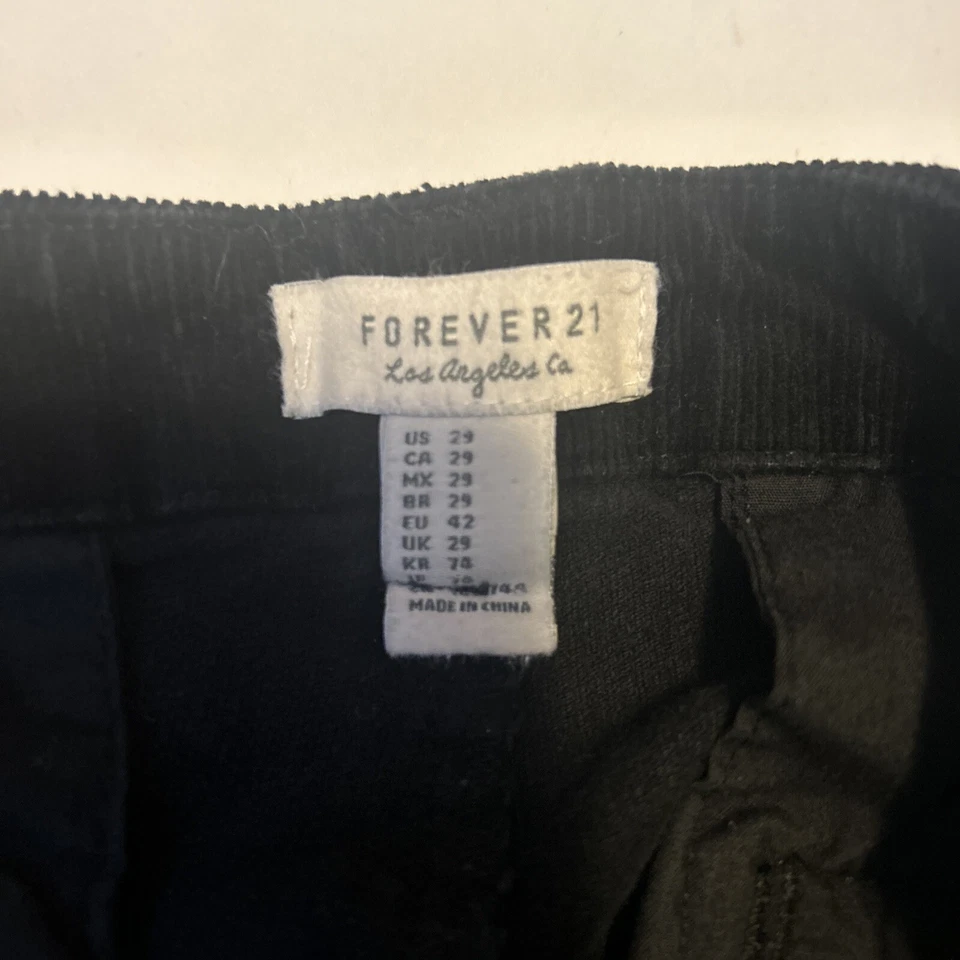 FOREVER 21
Los Angeles Ca
US 29
CA 29
MX 29
BR 29
EU 42
UK 29
KR 74
MADE IN CHINA